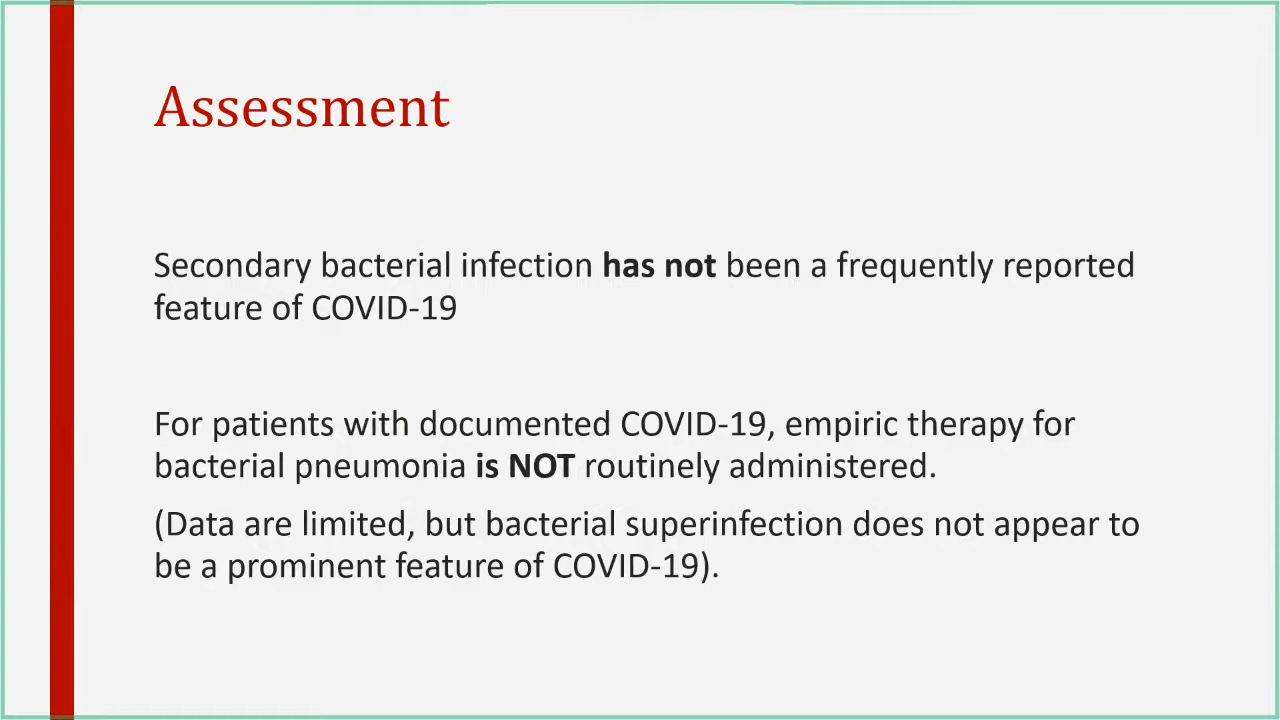 Assessment
Secondary bacterial infection has not been a frequently reported
feature of COVID-19
For patients with documented COVID-19, empiric therapy for
bacterial pneumonia is NOT routinely administered.
(Data are limited, but bacterial superinfection does not appear to
be a prominent feature of COVID-19).